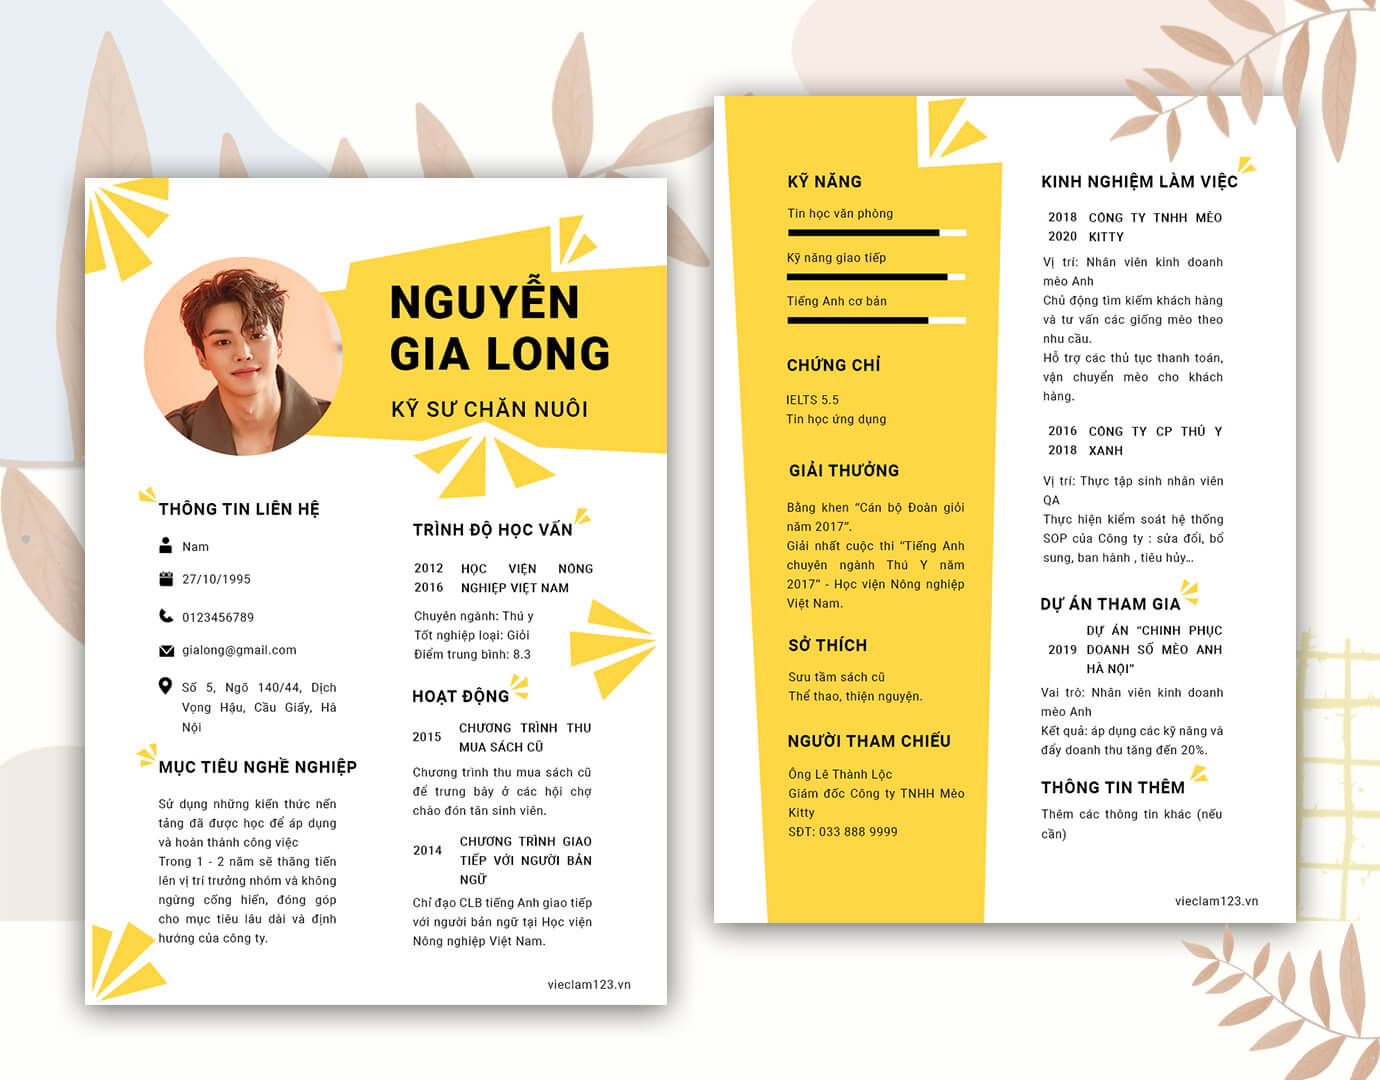 NGUYỄN
GIA LONG
KỸ SƯ CHĂN NUÔI
THÔNG TIN LIÊN HỆ
Nam
27/10/1995
0123456789
gialong@gmail.com
Số 5, Ngõ 140/44, Dịch
Vọng Hậu, Cầu Giấy, Hà
Nội
MỤC TIÊU NGHỀ NGHIỆP
Sử dụng những kiến thức nền
tảng đã được học để áp dụng
và hoàn thành công việc
Trong 1 - 2 năm sẽ thăng tiến
lên vị trí trưởng nhóm và không
ngừng cống hiến, đóng góp
cho mục tiêu lâu dài và định
hướng của công ty.
TRÌNH ĐỘ HỌC VẤN
2012 HỌC VIỆN NÔNG
2016 NGHIỆP VIỆT NAM
Chuyên ngành: Thú y
Tốt nghiệp loại: Giỏi
Điểm trung bình: 8.3
HOẠT ĐỘNG
2015
CHƯƠNG TRÌNH THU
MUA SÁCH CŨ
Chương trình thu mua sách cũ
để trưng bày ở các hội chợ
chào đón tân sinh viên.
2014
CHƯƠNG TRÌNH GIAO
TIẾP VỚI NGƯỜI BẢN
NGỮ
Chỉ đạo CLB tiếng Anh giao tiếp
với người bản ngữ tại Học viện
Nông nghiệp Việt Nam.
vieclam123.vn
KỸ NĂNG
Tin học văn phòng
Kỹ năng giao tiếp
Tiếng Anh cơ bản
CHỨNG CHỈ
IELTS 5.5
Tin học ứng dụng
GIẢI THƯỞNG
Bằng khen “Cán bộ Đoàn giỏi
năm 2017”.
Giải nhất cuộc thi “Tiếng Anh
chuyên ngành Thú Y năm
2017” - Học viện Nông nghiệp
Việt Nam.
SỞ THÍCH
Sưu tầm sách cũ
Thể thao, thiện nguyện.
NGƯỜI THAM CHIẾU
Ông Lê Thành Lộc
Giám đốc Công ty TNHH Mèo
Kitty
SĐT: 033 888 9999
KINH NGHIỆM LÀM VIỆC
2018 CÔNG TY TNHH MÈO
2020 KITTY
Vị trí: Nhân viên kinh doanh
mèo Anh
Chủ động tìm kiếm khách hàng
và tư vấn các giống mèo theo
nhu cầu.
Hỗ trợ các thủ tục thanh toán,
vận chuyển mèo cho khách
hàng.
2016 CÔNG TY CP THÚ Y
2018 XANH
Vị trí: Thực tập sinh nhân viên
QA
Thực hiện kiểm soát hệ thống
SOP của Công ty : sửa đổi, bổ
sung, ban hành , tiêu hủy...
DỰ ÁN THAM GIA
2019
DỰ ÁN “CHINH PHỤC
DOANH SỐ MÈO ANH
HÀ NỘI”
Vai trò: Nhân viên kinh doanh
mèo Anh
Kết quả: áp dụng các kỹ năng và
đẩy doanh thu tăng đến 20%.
THÔNG TIN THÊM
Thêm các thông tin khác (nếu
cần)
vieclam123.vn